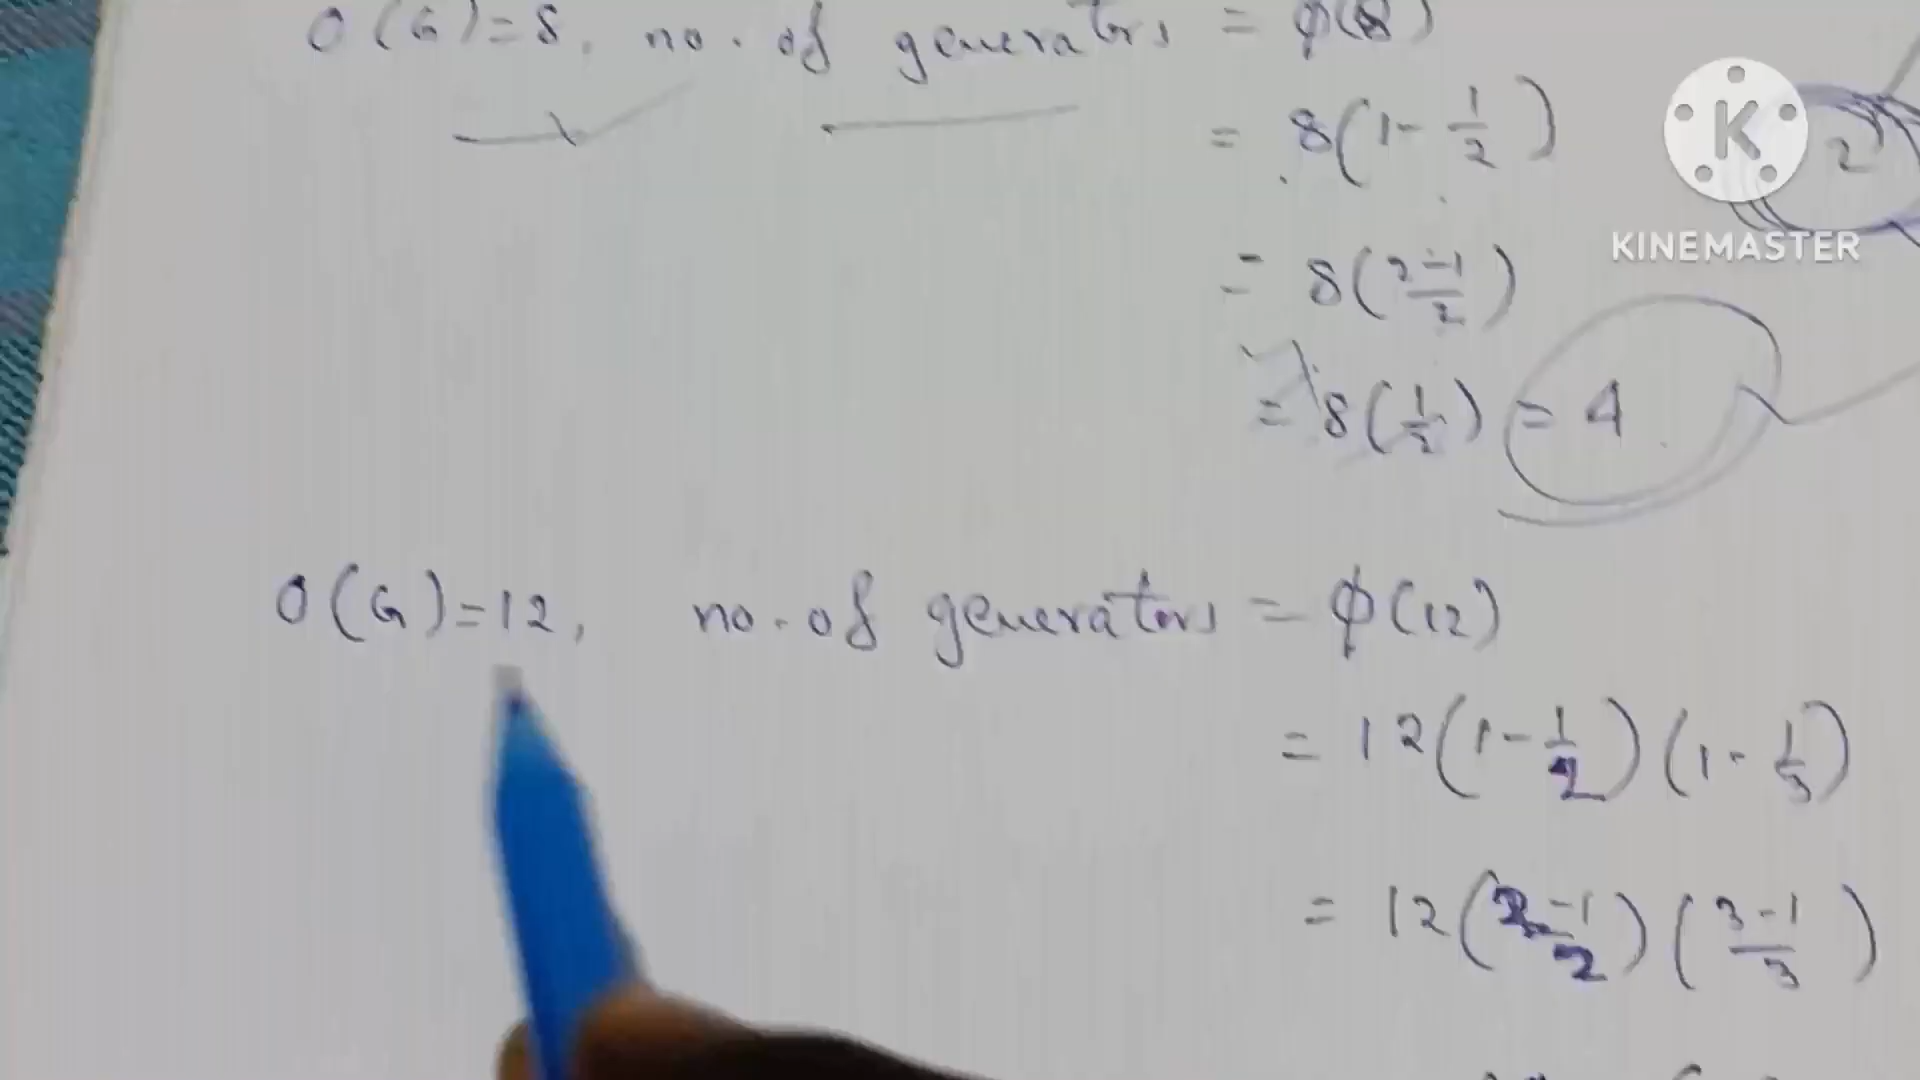 O(G)=8, no. of generators = φ(8)
= 8(1-1/2)
2
KINEMASTER
= 8(2-1/2)
= 8(1/2) = 4
O(G)=12, no. of generators = φ(12)
= 12(1-1/2)(1-1/3)
= 12(2-1/2)(3-1/3)